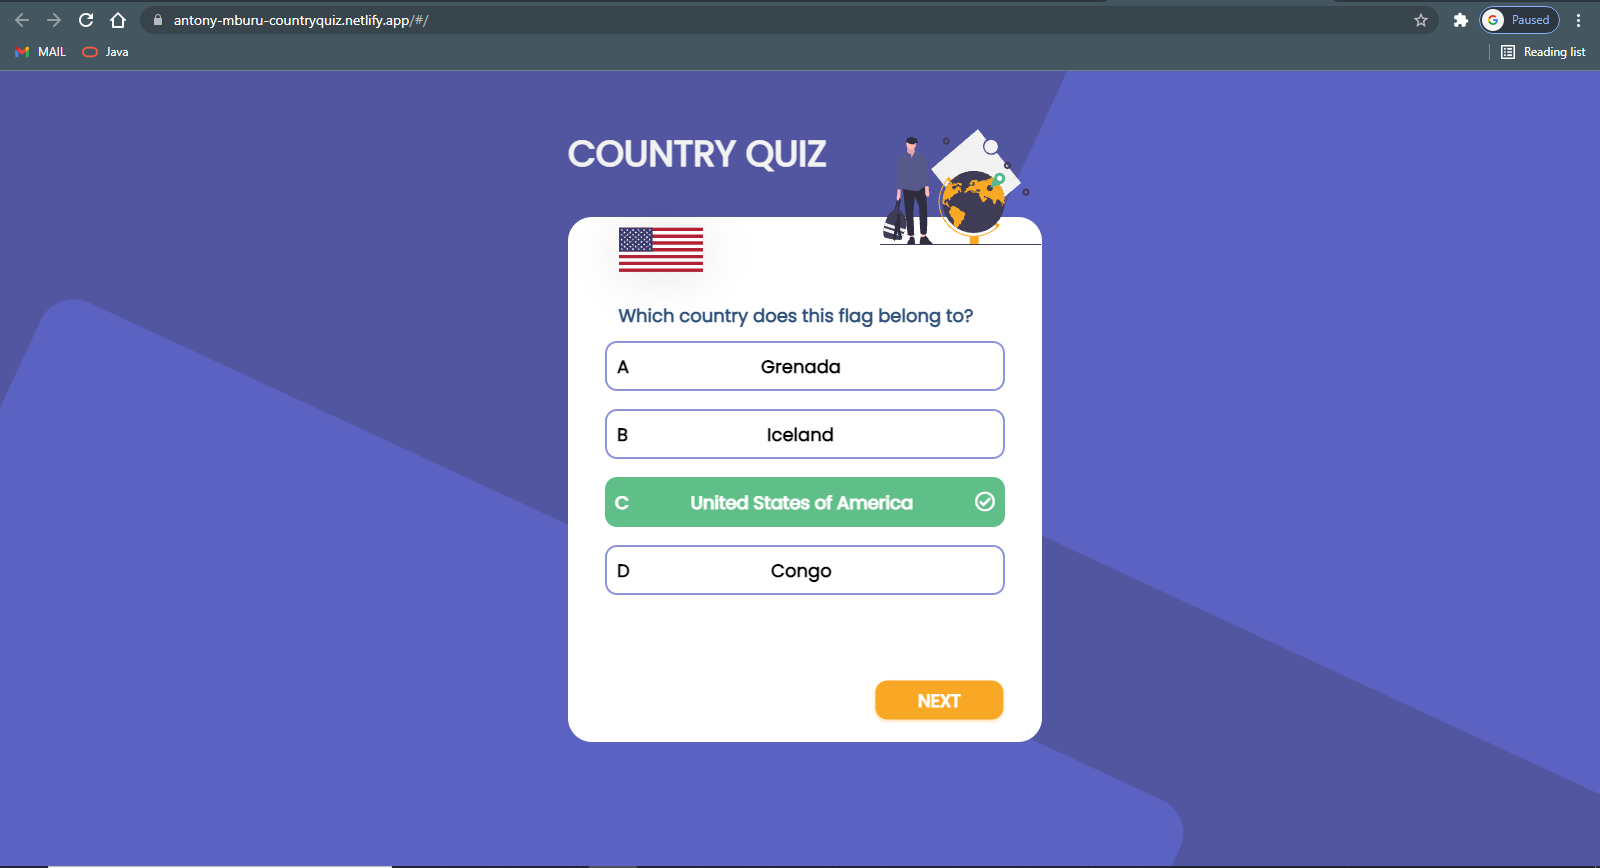 antony-mburu-countryquiz.netlify.app/#/
G Paused
MAIL Java Reading list
COUNTRY QUIZ
Which country does this flag belong to?
A Grenada
B Iceland
C United States of America
D Congo
NEXT